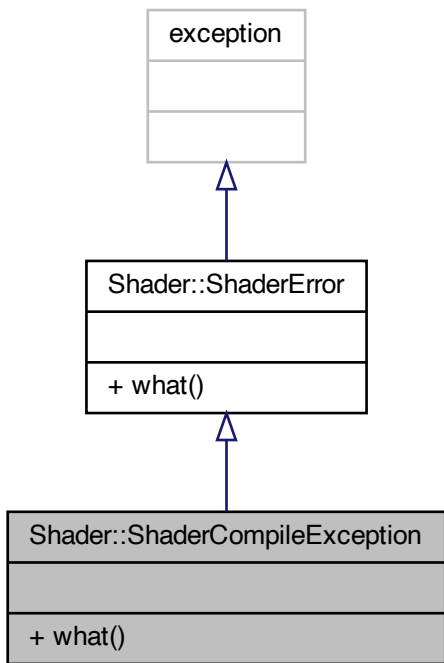 exception
Shader::ShaderError
+ what()
Shader::ShaderCompileException
+ what()